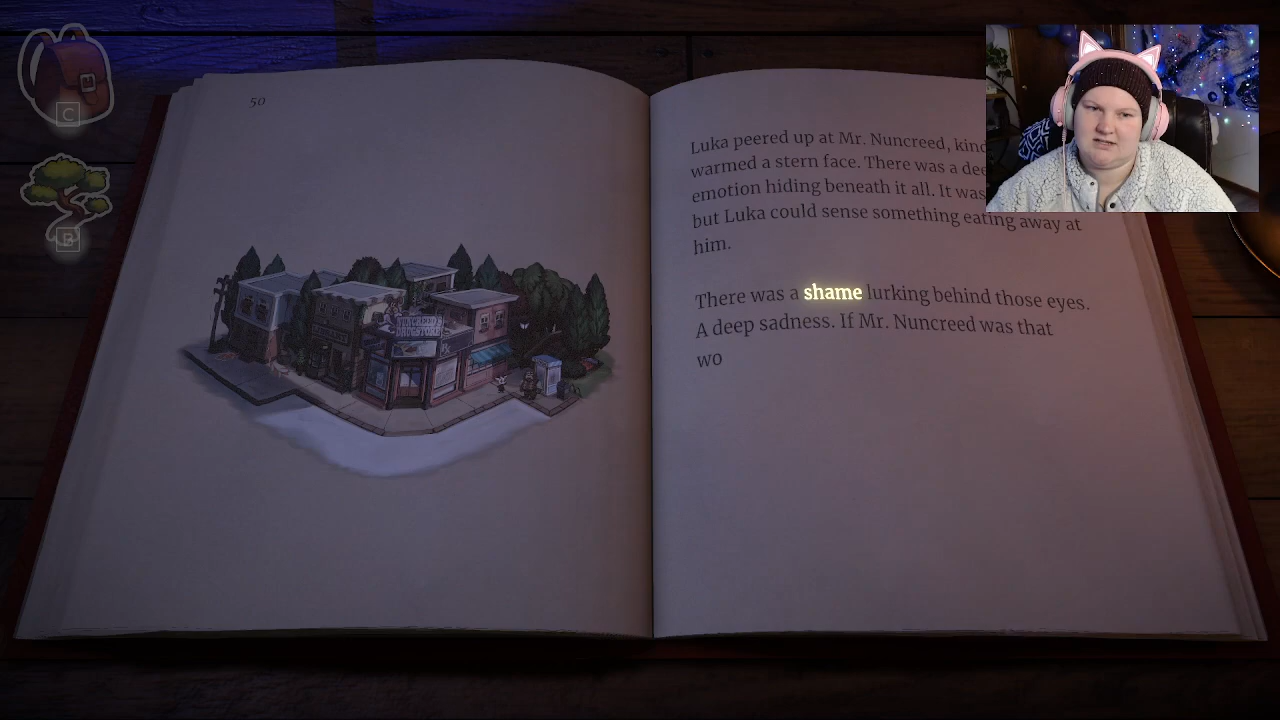 50
Luka peered up at Mr. Nuncreed,
warmed a stern face. There was a
emotion hiding beneath it all. It was
but Luka could sense something eating away at
him.
There was a shame lurking behind those eyes.
A deep sadness. If Mr. Nuncreed was that
wo
C